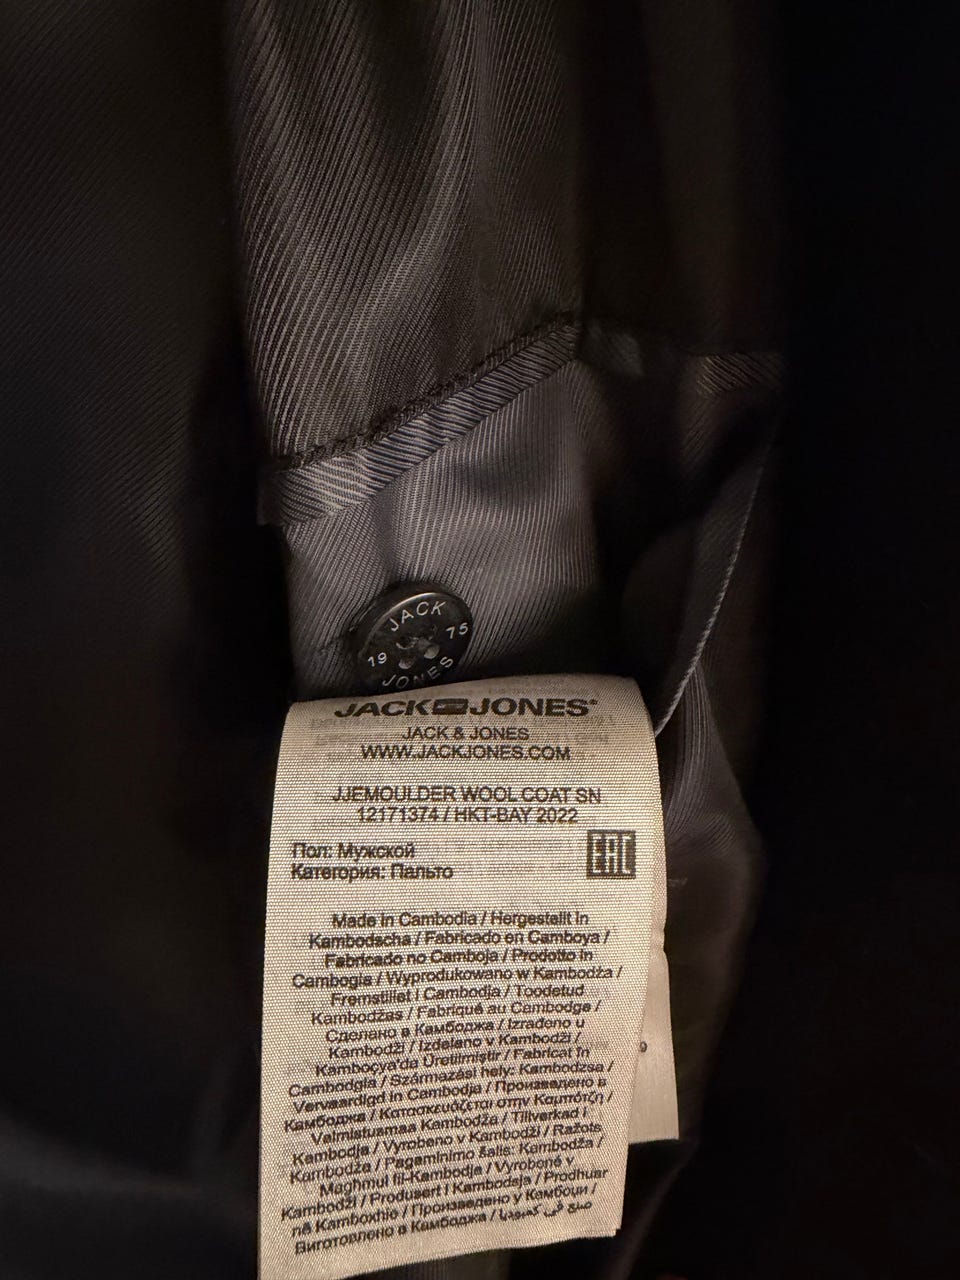 JACK
19 75
JONES
JACK JONES®
JACK & JONES
WWW.JACKJONES.COM
JJEMOULDER WOOL COAT SN
12171374 / HKT-BAY 2022
Пол: Мужской
Категория: Пальто
EAC
Made in Cambodia / Hergestellt in
Kambodscha / Fabricado en Camboya /
Fabricado no Camboja / Prodotto in
Cambogia / Wyprodukowano w Kambodża /
Fremstillet i Cambodja / Toodetud
Kambodžas / Fabriqué au Cambodge /
Сделано в Камбоджа / Izrađeno u
Kambodži / Izdelano v Kambodži /
Kamboçya'da Üretilmiştir / Fabricat în
Cambodgia / Származási hely: Kambodzsa /
Vervaardigd in Cambodja / Произведено в
Камбоджа / Κατασκευάζεται στην Καμπότζη /
Valmistusmaa Kambodža / Tillverkad i
Kambodja / Vyrobeno v Kambodži / Ražots
Kambodža / Pagaminimo šalis: Kambodža /
Magħmul fil-Kambodja / Vyrobené v
Kambodži / Produsert i Kambodsja / Prodhuar
në Kamboxhio / Произведено у Камбоџи /
Виготовлено в Камбоджа / صنع في كمبوديا